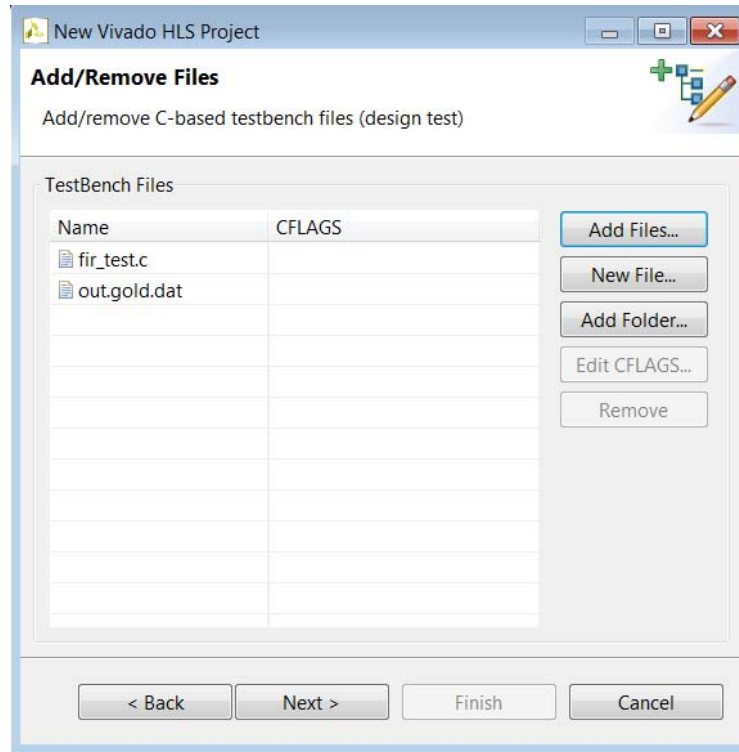 New Vivado HLS Project
Add/Remove Files
Add/remove C-based testbench files (design test)
TestBench Files
Name CFLAGS
fir_test.c
out.gold.dat
Add Files...
New File...
Add Folder...
Edit CFLAGS...
Remove
< Back Next > Finish Cancel